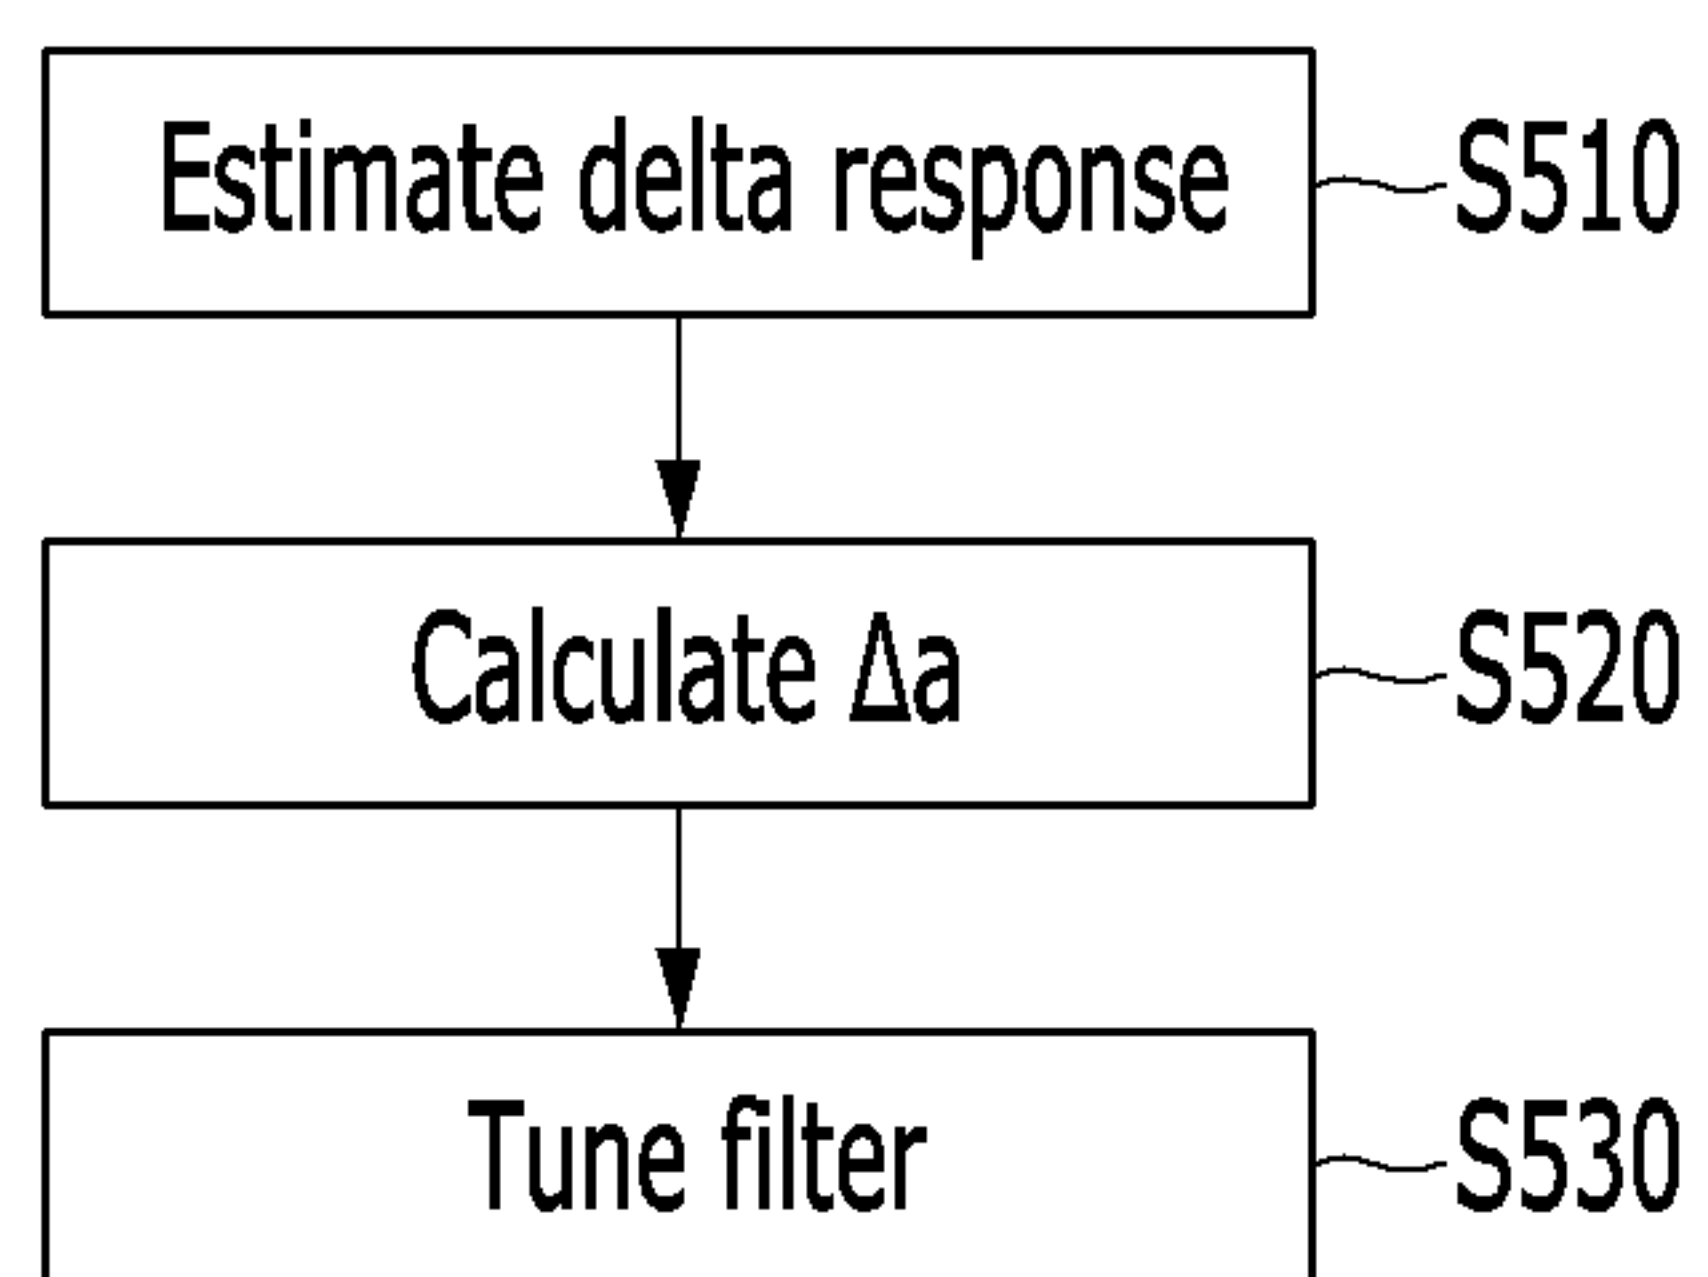 Estimate delta response S510
Calculate Δa S520
Tune filter S530